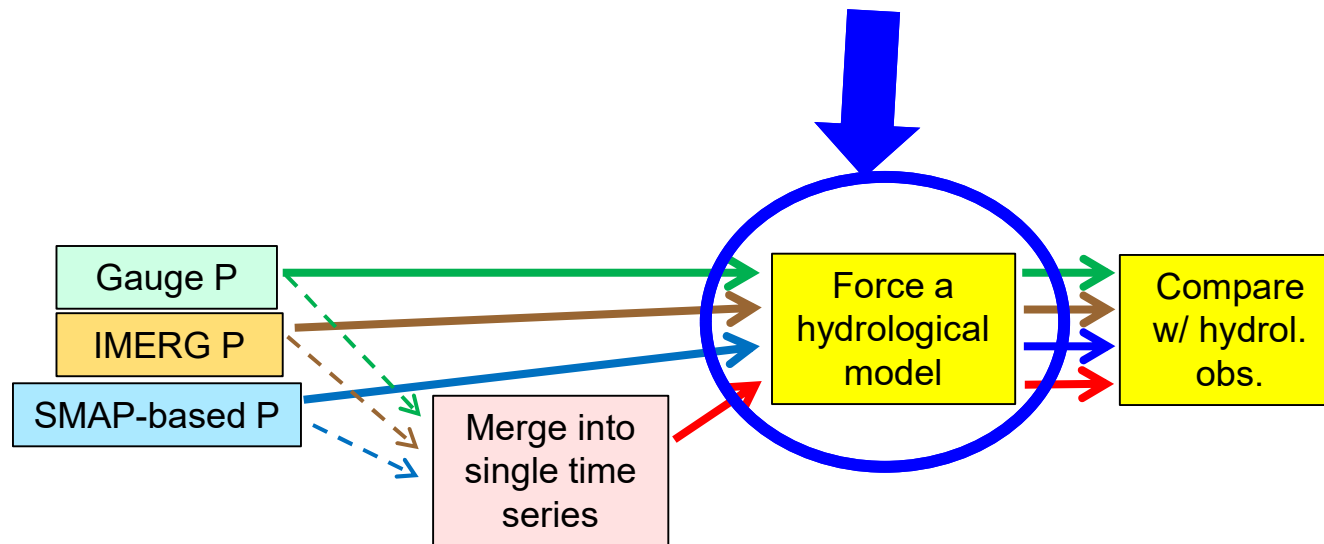 Gauge P
IMERG P
SMAP-based P
Merge into
single time
series
Force a
hydrological
model
Compare
w/ hydrol.
obs.